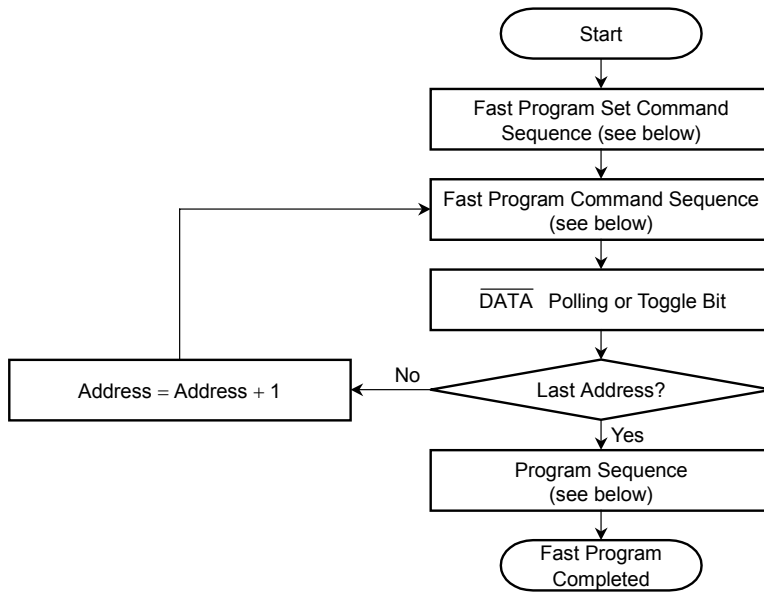 Start
Fast Program Set Command
Sequence (see below)
Fast Program Command Sequence
(see below)
DATA Polling or Toggle Bit
Address = Address + 1
No
Last Address?
Yes
Program Sequence
(see below)
Fast Program
Completed